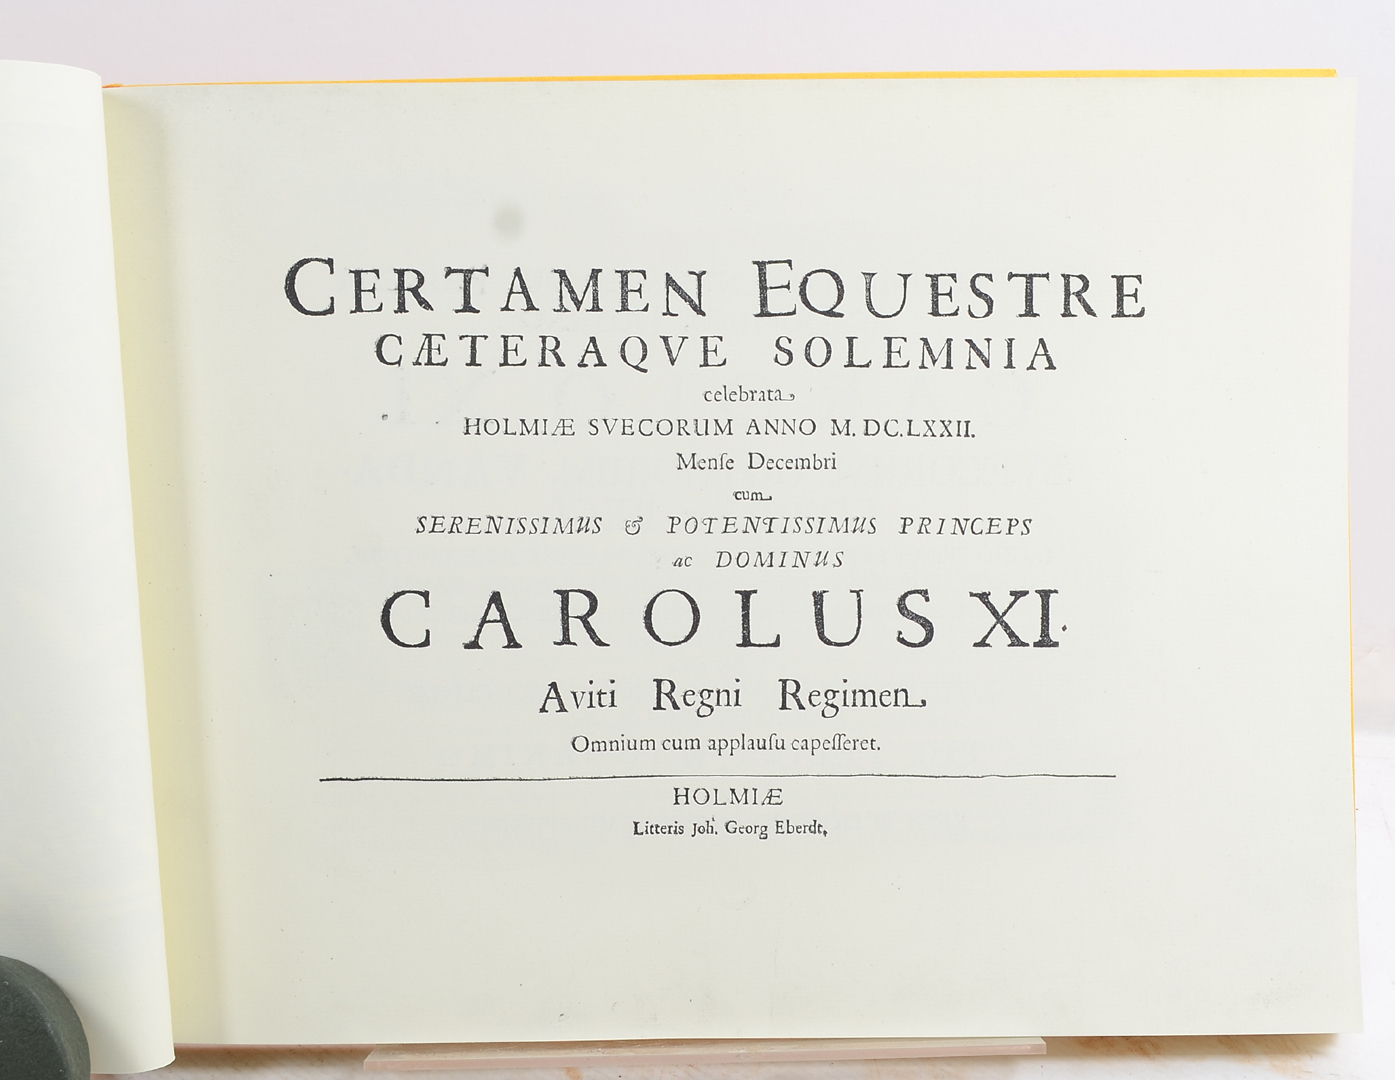 CERTAMEN EQUESTRE
CÆTERAQVE SOLEMNIA
celebrata
HOLMIÆ SVECORUM ANNO M. DC. LXXII.
Menſe Decembri
cum
SERENISSIMUS & POTENTISSIMUS PRINCEPS
ac DOMINUS
CAROLUS XI.
Aviti Regni Regimen
Omnium cum applauſu capeſſeret.
HOLMIÆ
Litteris Joh. Georg Eberdt,